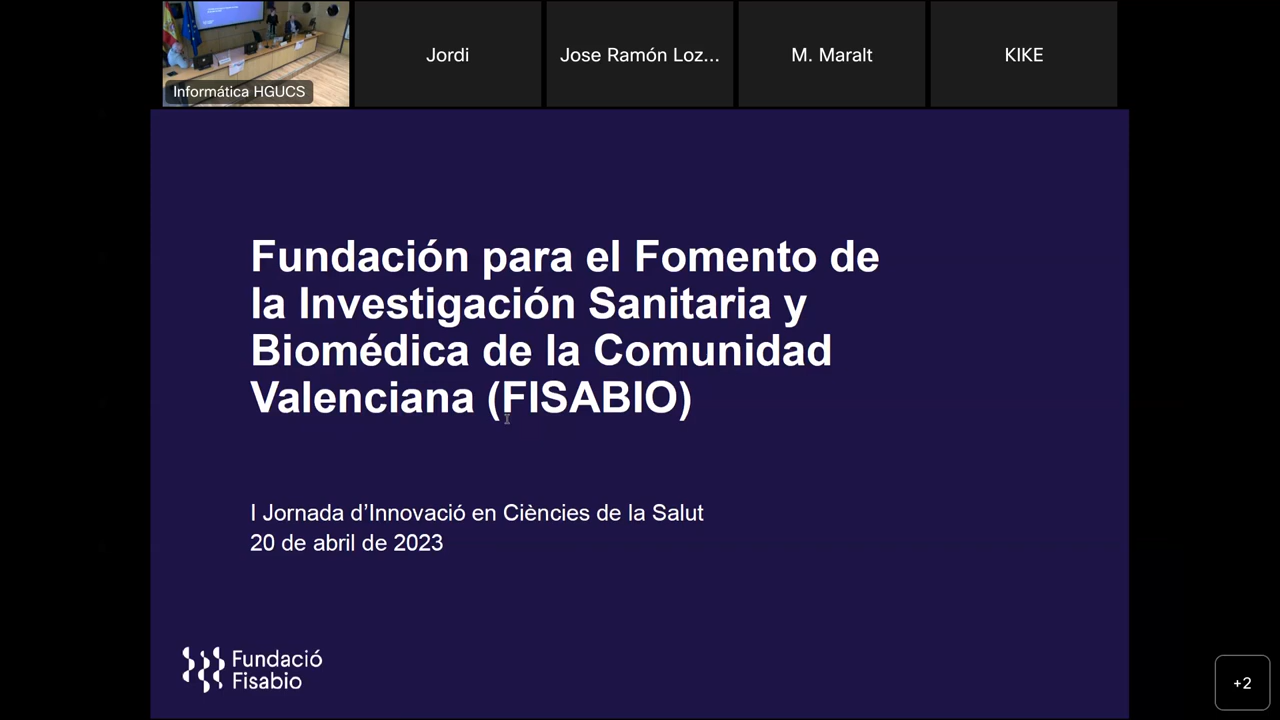 Informática HGUCS
Jordi
Jose Ramón Loz...
M. Maralt
KIKE
Fundación para el Fomento de
la Investigación Sanitaria y
Biomédica de la Comunidad
Valenciana (FISABIO)
I Jornada d’Innovació en Ciències de la Salut
20 de abril de 2023
Fundació
Fisabio
+2